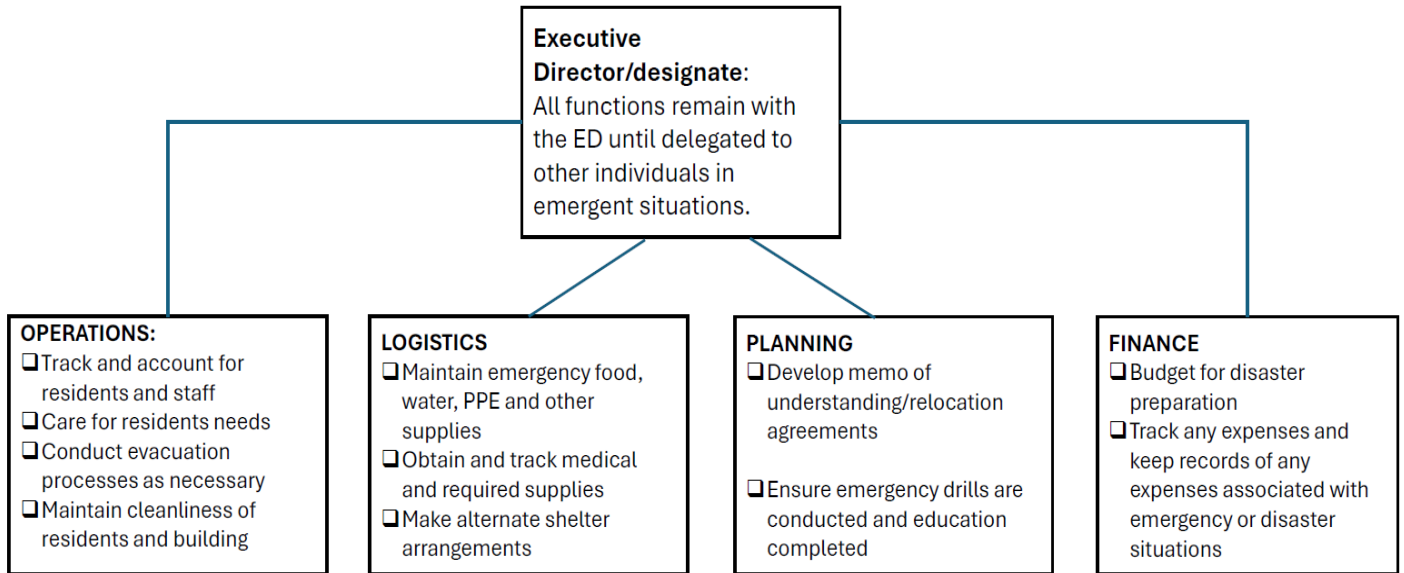 Executive
Director/designate:
All functions remain with
the ED until delegated to
other individuals in
emergent situations.
OPERATIONS:
❑Track and account for
residents and staff
❑Care for residents needs
❑Conduct evacuation
processes as necessary
❑Maintain cleanliness of
residents and building
LOGISTICS
❑Maintain emergency food,
water, PPE and other
supplies
❑Obtain and track medical
and required supplies
❑Make alternate shelter
arrangements
PLANNING
❑Develop memo of
understanding/relocation
agreements
❑Ensure emergency drills are
conducted and education
completed
FINANCE
❑Budget for disaster
preparation
❑Track any expenses and
keep records of any
expenses associated with
emergency or disaster
situations